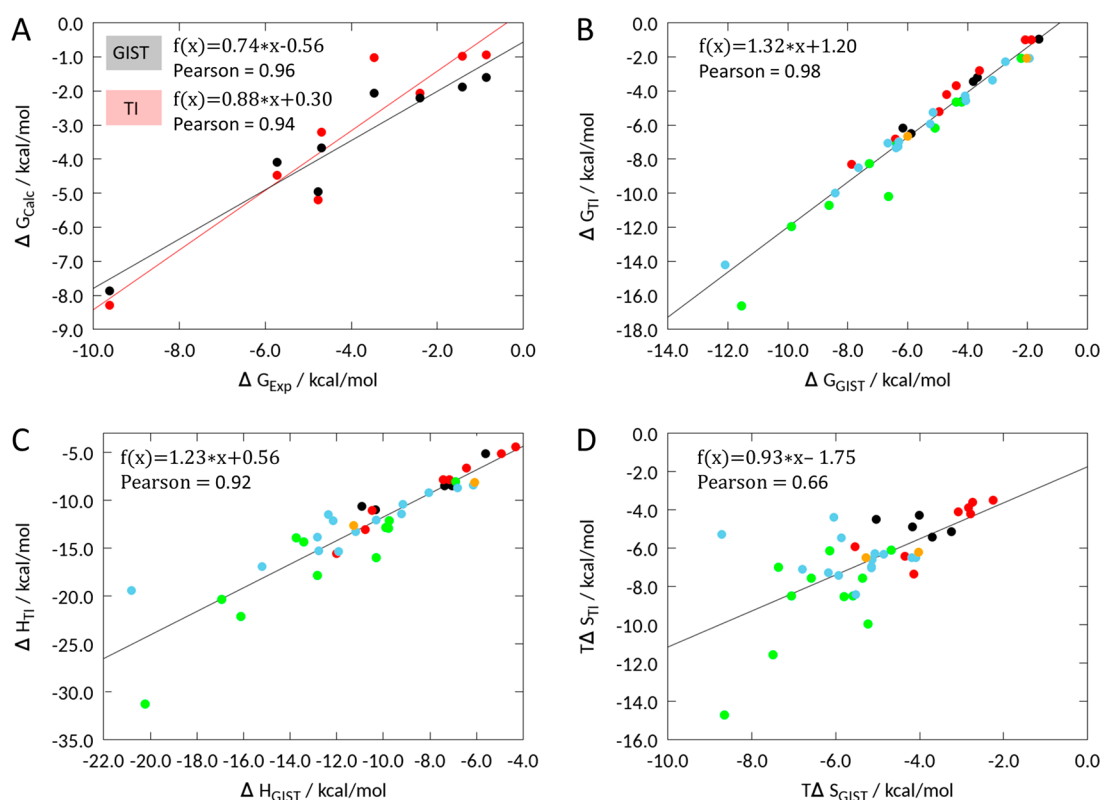 A
GIST
f(x)=0.74*x-0.56
Pearson = 0.96
TI
f(x)=0.88*x+0.30
Pearson = 0.94
0.0
-1.0
-2.0
-3.0
-4.0
-5.0
-6.0
-7.0
-8.0
-9.0
Δ GCalc / kcal/mol
-10.0 -8.0 -6.0 -4.0 -2.0 0.0
Δ GExp / kcal/mol
B
f(x)=1.32*x+1.20
Pearson = 0.98
0.0
-2.0
-4.0
-6.0
-8.0
-10.0
-12.0
-14.0
-16.0
-18.0
Δ GTI / kcal/mol
-14.0 -12.0 -10.0 -8.0 -6.0 -4.0 -2.0 0.0
Δ GGIST / kcal/mol
C
f(x)=1.23*x+0.56
Pearson = 0.92
-5.0
-10.0
-15.0
-20.0
-25.0
-30.0
-35.0
Δ HTI / kcal/mol
-22.0 -20.0 -18.0 -16.0 -14.0 -12.0 -10.0 -8.0 -6.0 -4.0
Δ HGIST / kcal/mol
D
f(x)=0.93*x− 1.75
Pearson = 0.66
0.0
-2.0
-4.0
-6.0
-8.0
-10.0
-12.0
-14.0
-16.0
TΔ STI / kcal/mol
-10.0 -8.0 -6.0 -4.0 -2.0 0.0
TΔ SGIST / kcal/mol